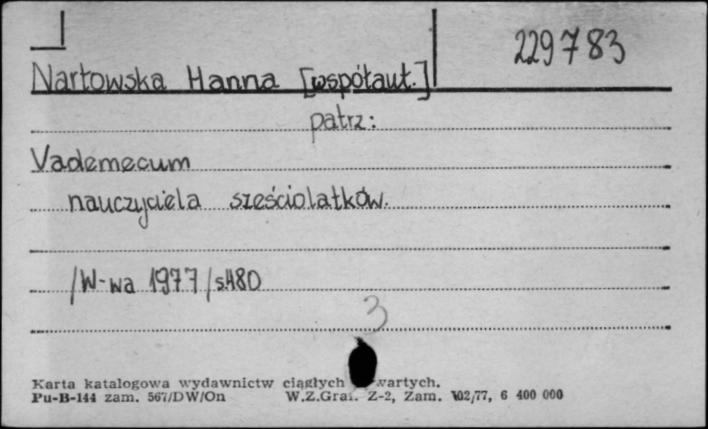 229783
Nartowska Hanna [współaut.]
patrz:
Vademecum
nauczyciela sześciolatków.
/W-wa 1977/ s.480
3
Karta katalogowa wydawnictw ciągłych wartych.
Pu-B-144 zam. 567/DW/On W.Z.Graf. Z-2, Zam. 102/77, 6 400 000